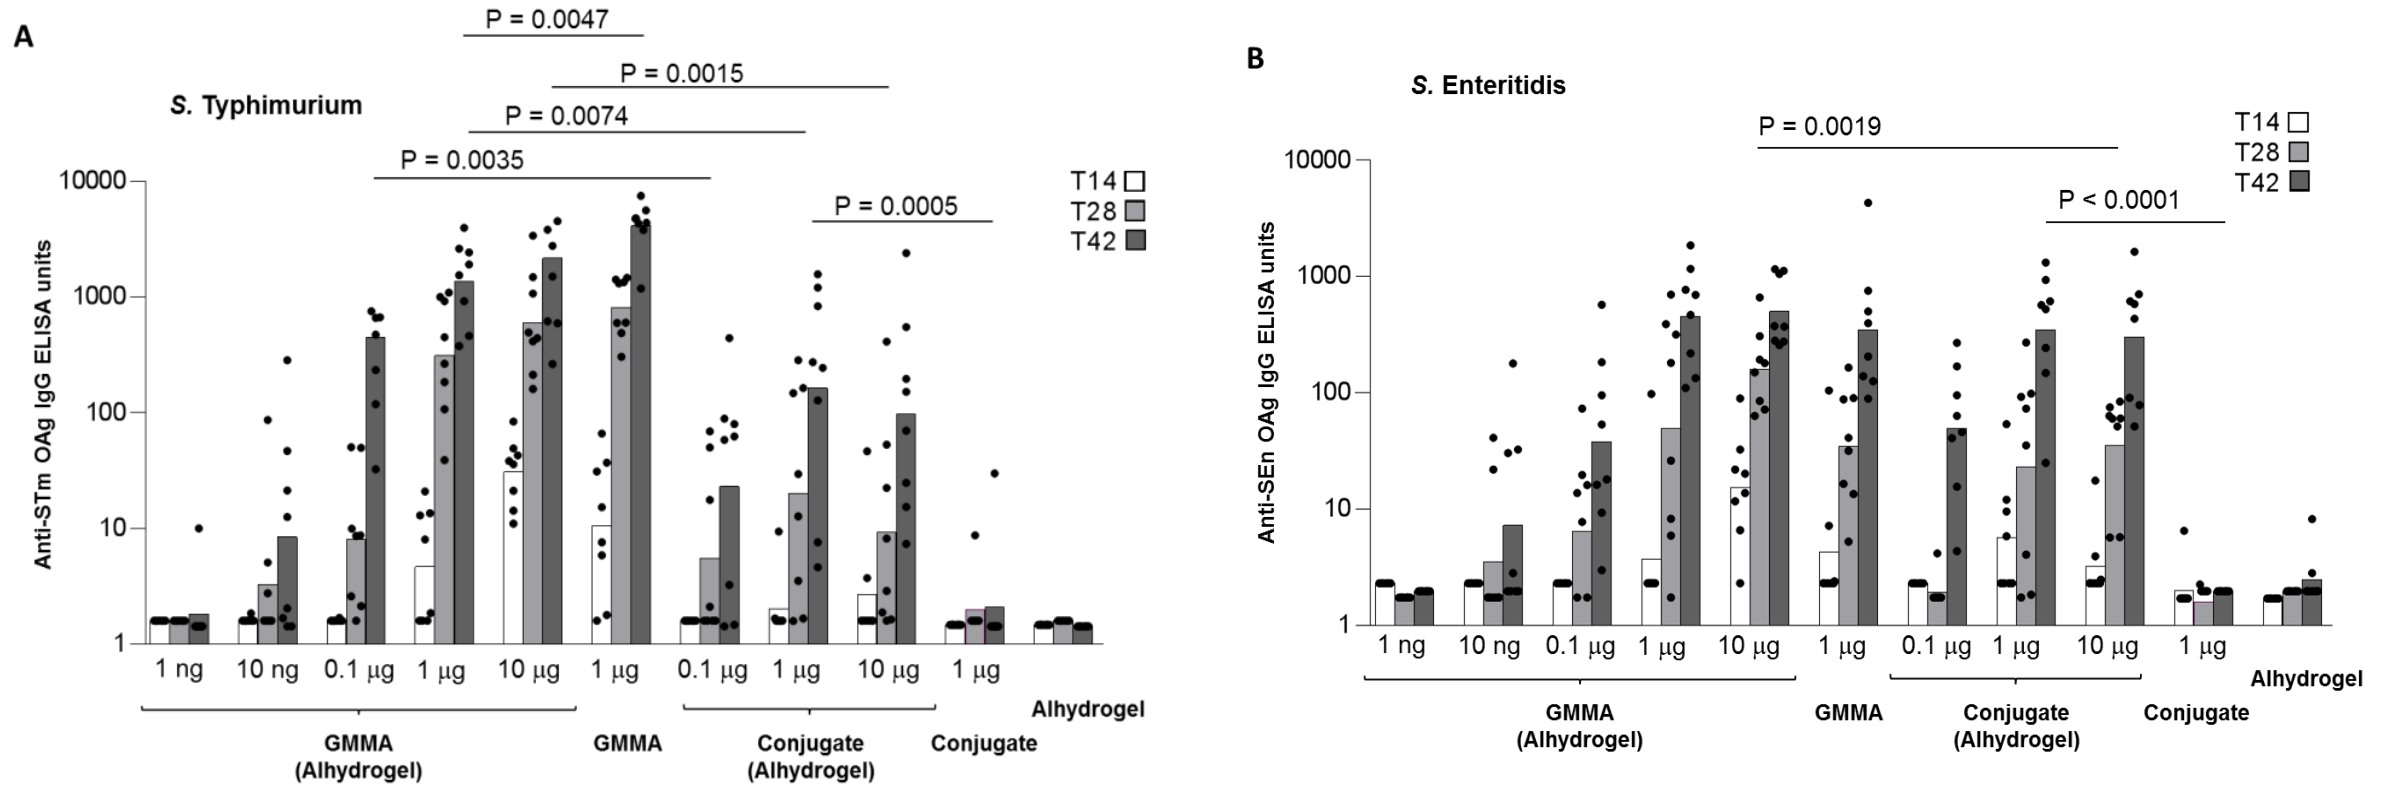 A
P = 0.0047
P = 0.0015
S. Typhimurium
P = 0.0074
P = 0.0035
P = 0.0005
T14
T28
T42
Anti-STm OAg IgG ELISA units
10000
1000
100
10
1
1 ng
10 ng
0.1 μg
1 μg
10 μg
1 μg
0.1 μg
1 μg
10 μg
1 μg
Alhydrogel
GMMA
(Alhydrogel)
GMMA
Conjugate
(Alhydrogel)
Conjugate
B
S. Enteritidis
P = 0.0019
P < 0.0001
T14
T28
T42
Anti-SEn OAg IgG ELISA units
10000
1000
100
10
1
1 ng
10 ng
0.1 μg
1 μg
10 μg
1 μg
0.1 μg
1 μg
10 μg
1 μg
Alhydrogel
GMMA
(Alhydrogel)
GMMA
Conjugate
(Alhydrogel)
Conjugate